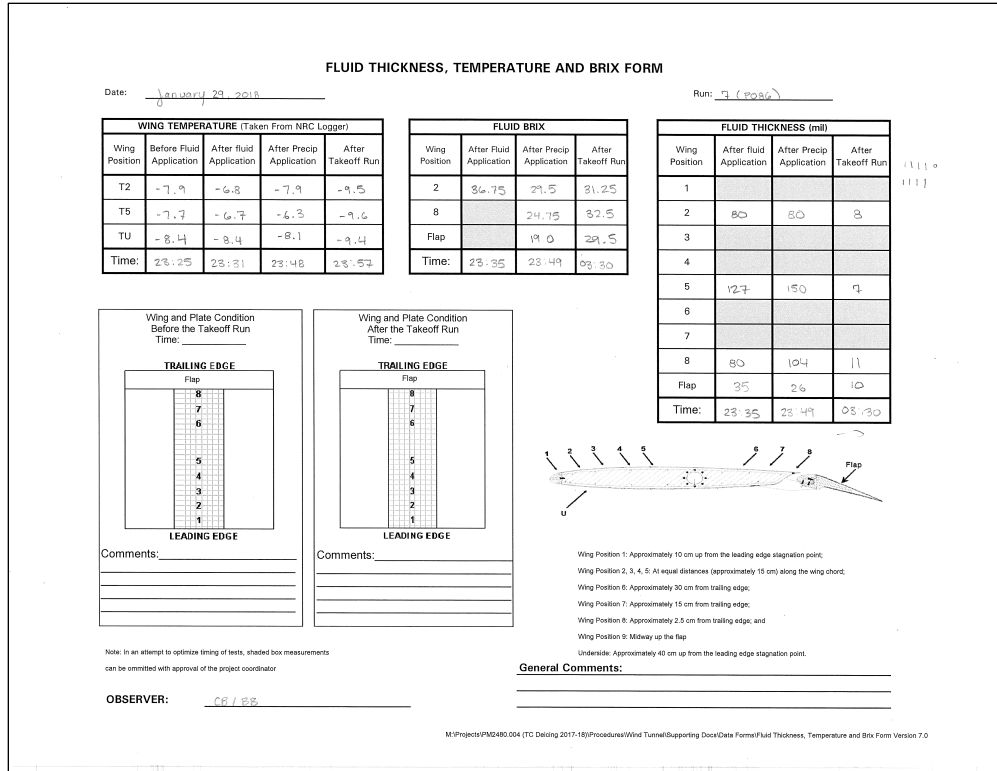 FLUID THICKNESS, TEMPERATURE AND BRIX FORM
Date: January 29, 2018
Run: 7 (P086)
WING TEMPERATURE (Taken From NRC Logger)
Wing Position Before Fluid Application After fluid Application After Precip Application After Takeoff Run
T2 -7.9 -6.8 -7.9 -9.5
T5 -7.7 -6.7 -6.3 -9.6
TU -8.4 -8.4 -8.1 -9.4
Time: 23:25 23:31 23:48 23:57
FLUID BRIX
Wing Position After Fluid Application After Precip Application After Takeoff Run
2 36.75 29.5 31.25
8 24.75 32.5
Flap 19.0 29.5
Time: 23:35 23:49 03:30
FLUID THICKNESS (mil)
Wing Position After fluid Application After Precip Application After Takeoff Run
1
2 80 80 8
3
4
5 127 150 7
6
7
8 80 104 11
Flap 35 26 10
Time: 23:35 23:49 03:30
Wing and Plate Condition
Before the Takeoff Run
Time:
TRAILING EDGE
Flap
8
7
6
5
4
3
2
1
LEADING EDGE
Comments:
Wing and Plate Condition
After the Takeoff Run
Time:
TRAILING EDGE
Flap
8
7
6
5
4
3
2
1
LEADING EDGE
Comments:
1 2 3 4 5 6 7 8
Flap
U
Wing Position 1: Approximately 10 cm up from the leading edge stagnation point;
Wing Position 2, 3, 4, 5: At equal distances (approximately 15 cm) along the wing chord;
Wing Position 6: Approximately 30 cm from trailing edge;
Wing Position 7: Approximately 15 cm from trailing edge;
Wing Position 8: Approximately 2.5 cm from trailing edge; and
Wing Position 9: Midway up the flap
Underside: Approximately 40 cm up from the leading edge stagnation point.
Note: In an attempt to optimize timing of tests, shaded box measurements
can be ommitted with approval of the project coordinator
General Comments:
OBSERVER: CB / BB
M:\Projects\PM2480.004 (TC Deicing 2017-18)\Procedures\Wind Tunnel\Supporting Docs\Data Forms\Fluid Thickness, Temperature and Brix Form Version 7.0